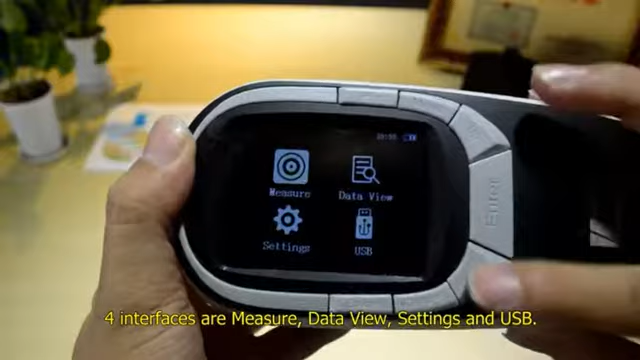 Measure
Data View
Settings
USB
Enter
4 interfaces are Measure, Data View, Settings and USB.